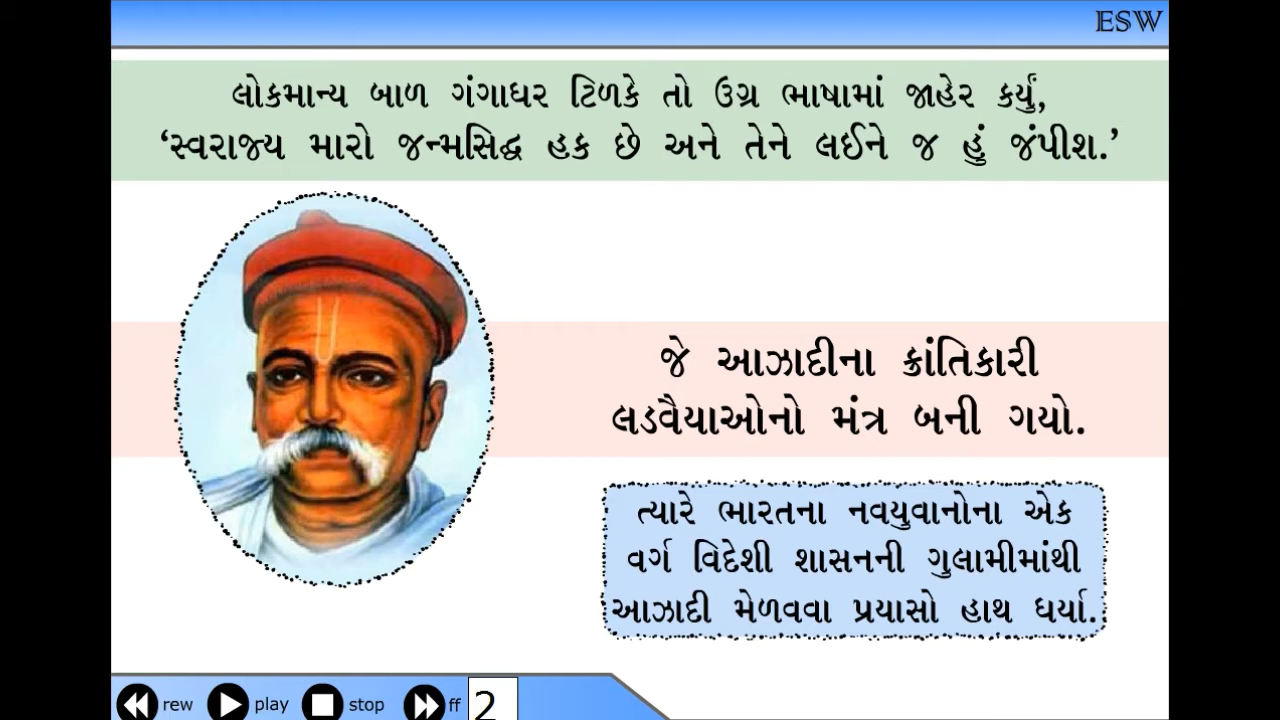 ESW
લોકમાન્ય બાળ ગંગાધર ટિળકે તો ઉગ્ર ભાષામાં જાહેર કર્યું,
‘સ્વરાજ્ય મારો જન્મસિદ્ધ હક છે અને તેને લઈને જ હું જંપીશ.’
જે આઝાદીના ક્રાંતિકારી
લડવૈયાઓનો મંત્ર બની ગયો.
ત્યારે ભારતના નવયુવાનોના એક
વર્ગ વિદેશી શાસનની ગુલામીમાંથી
આઝાદી મેળવવા પ્રયાસો હાથ ધર્યા.
rew play stop ff 2